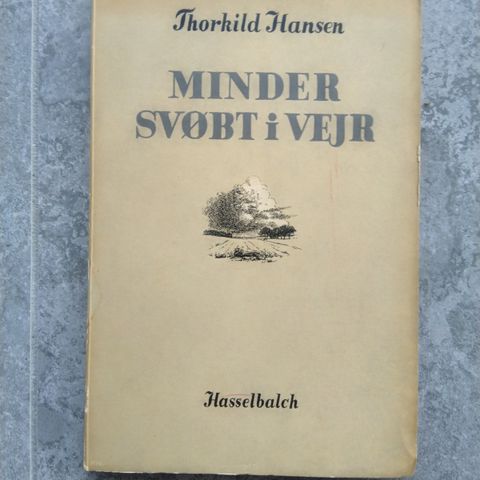 Thorkild Hansen
MINDER
SVØBT i VEJR
Hasselbalch